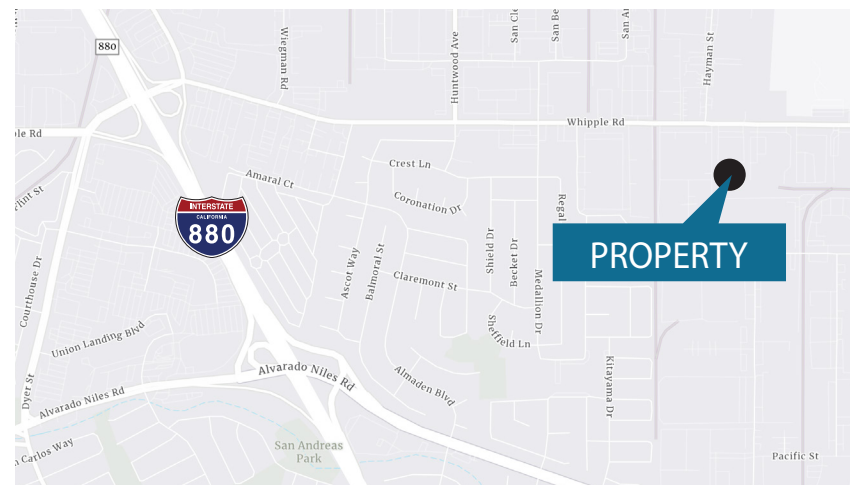 880
Wiegman Rd
Huntwood Ave
San Cle
San Be
San An
Hayman St
Whipple Rd
ple Rd
Crest Ln
Amaral Ct
Flint St
Coronation Dr
INTERSTATE
CALIFORNIA
880
Regal
PROPERTY
Shield Dr
Becket Dr
Ascot Way
Balmoral St
Claremont St
Medallion Dr
Courthouse Dr
Sheffield Ln
Union Landing Blvd
Alvarado Niles Rd
Almaden Blvd
Kitayama Dr
Dyer St
Alvarado Niles Rd
San Andreas
Park
n Carlos Way
Pacific St